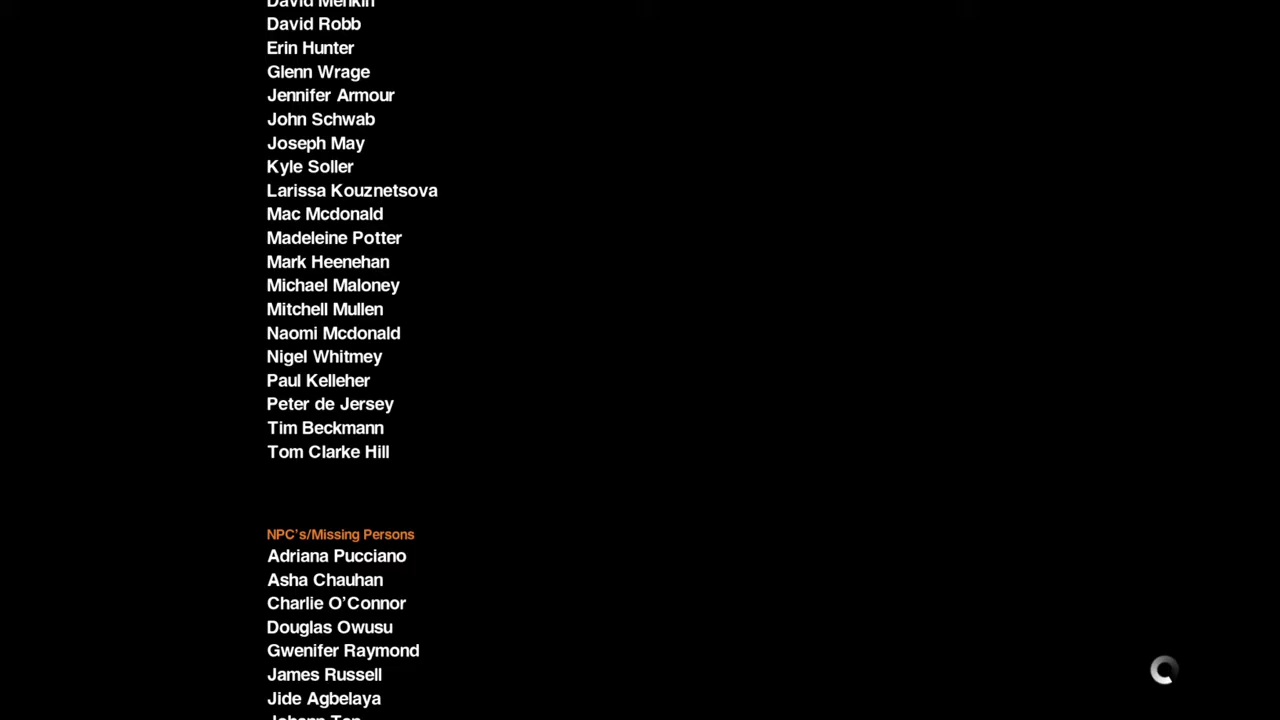 David Menkin
David Robb
Erin Hunter
Glenn Wrage
Jennifer Armour
John Schwab
Joseph May
Kyle Soller
Larissa Kouznetsova
Mac Mcdonald
Madeleine Potter
Mark Heenehan
Michael Maloney
Mitchell Mullen
Naomi Mcdonald
Nigel Whitmey
Paul Kelleher
Peter de Jersey
Tim Beckmann
Tom Clarke Hill
NPC's/Missing Persons
Adriana Pucciano
Asha Chauhan
Charlie O’Connor
Douglas Owusu
Gwenifer Raymond
James Russell
Jide Agbelaya